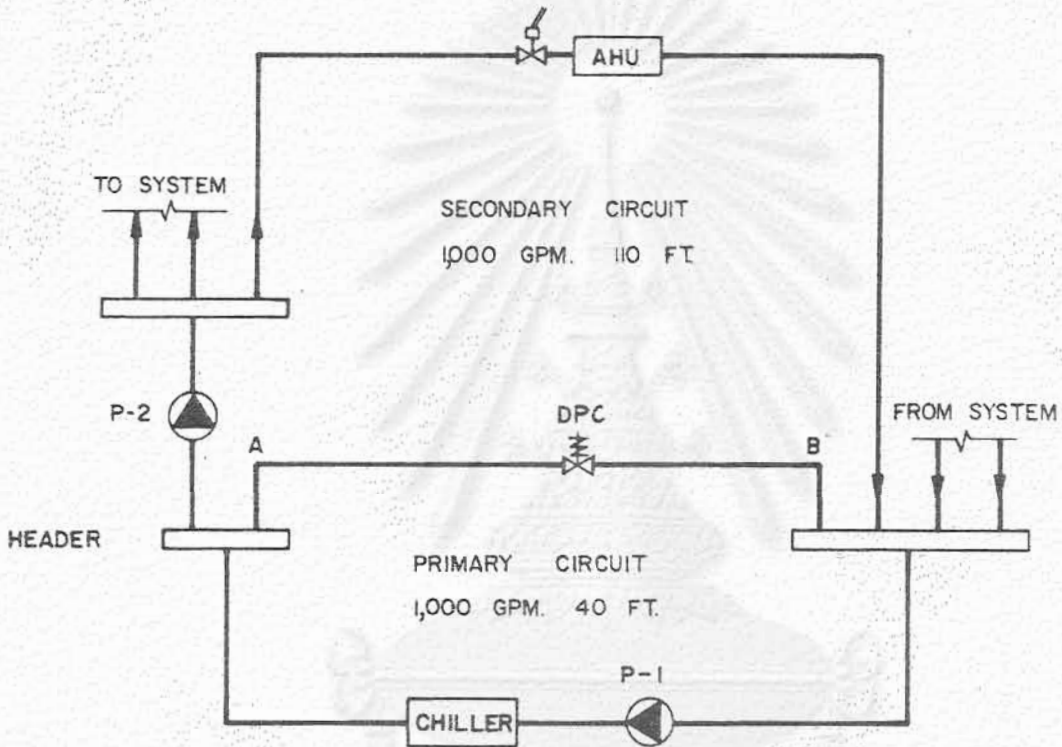 AHU
TO SYSTEM
SECONDARY CIRCUIT
1,000 GPM. 110 FT.
P-2
DPC
FROM SYSTEM
A
B
HEADER
PRIMARY CIRCUIT
1,000 GPM. 40 FT.
P-1
CHILLER